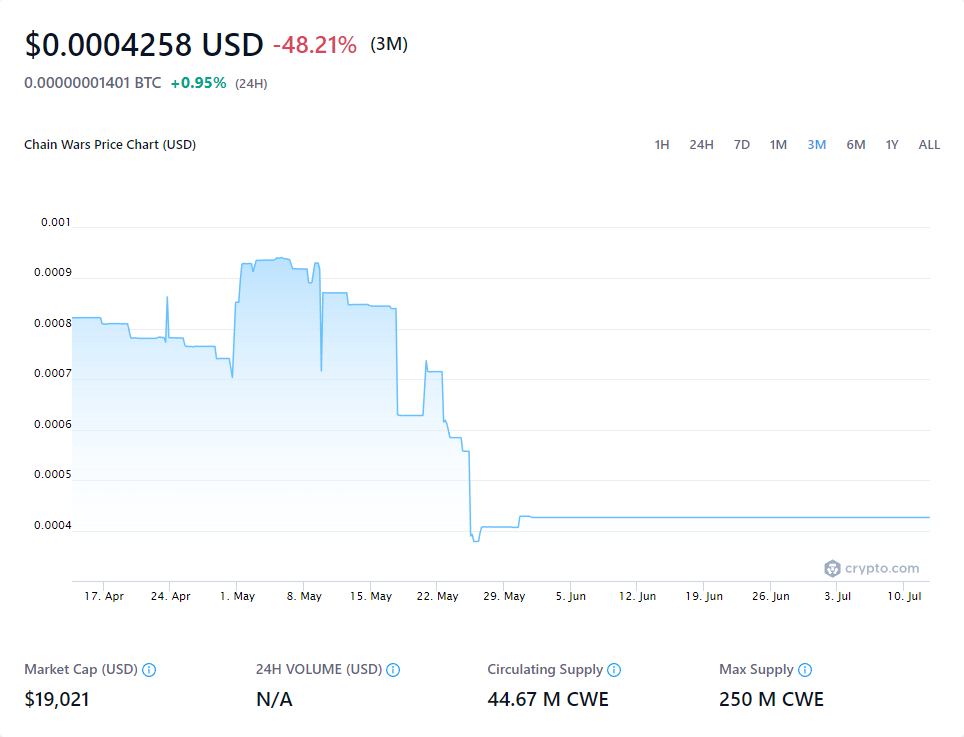 $0.0004258 USD -48.21% (3M)
0.00000001401 BTC +0.95% (24H)
Chain Wars Price Chart (USD) 1H 24H 7D 1M 3M 6M 1Y ALL
0.001
0.0009
0.0008
0.0007
0.0006
0.0005
0.0004
crypto.com
17. Apr 24. Apr 1. May 8. May 15. May 22. May 29. May 5. Jun 12. Jun 19. Jun 26. Jun 3. Jul 10. Jul
Market Cap (USD) 24H VOLUME (USD) Circulating Supply Max Supply
$19,021 N/A 44.67 M CWE 250 M CWE